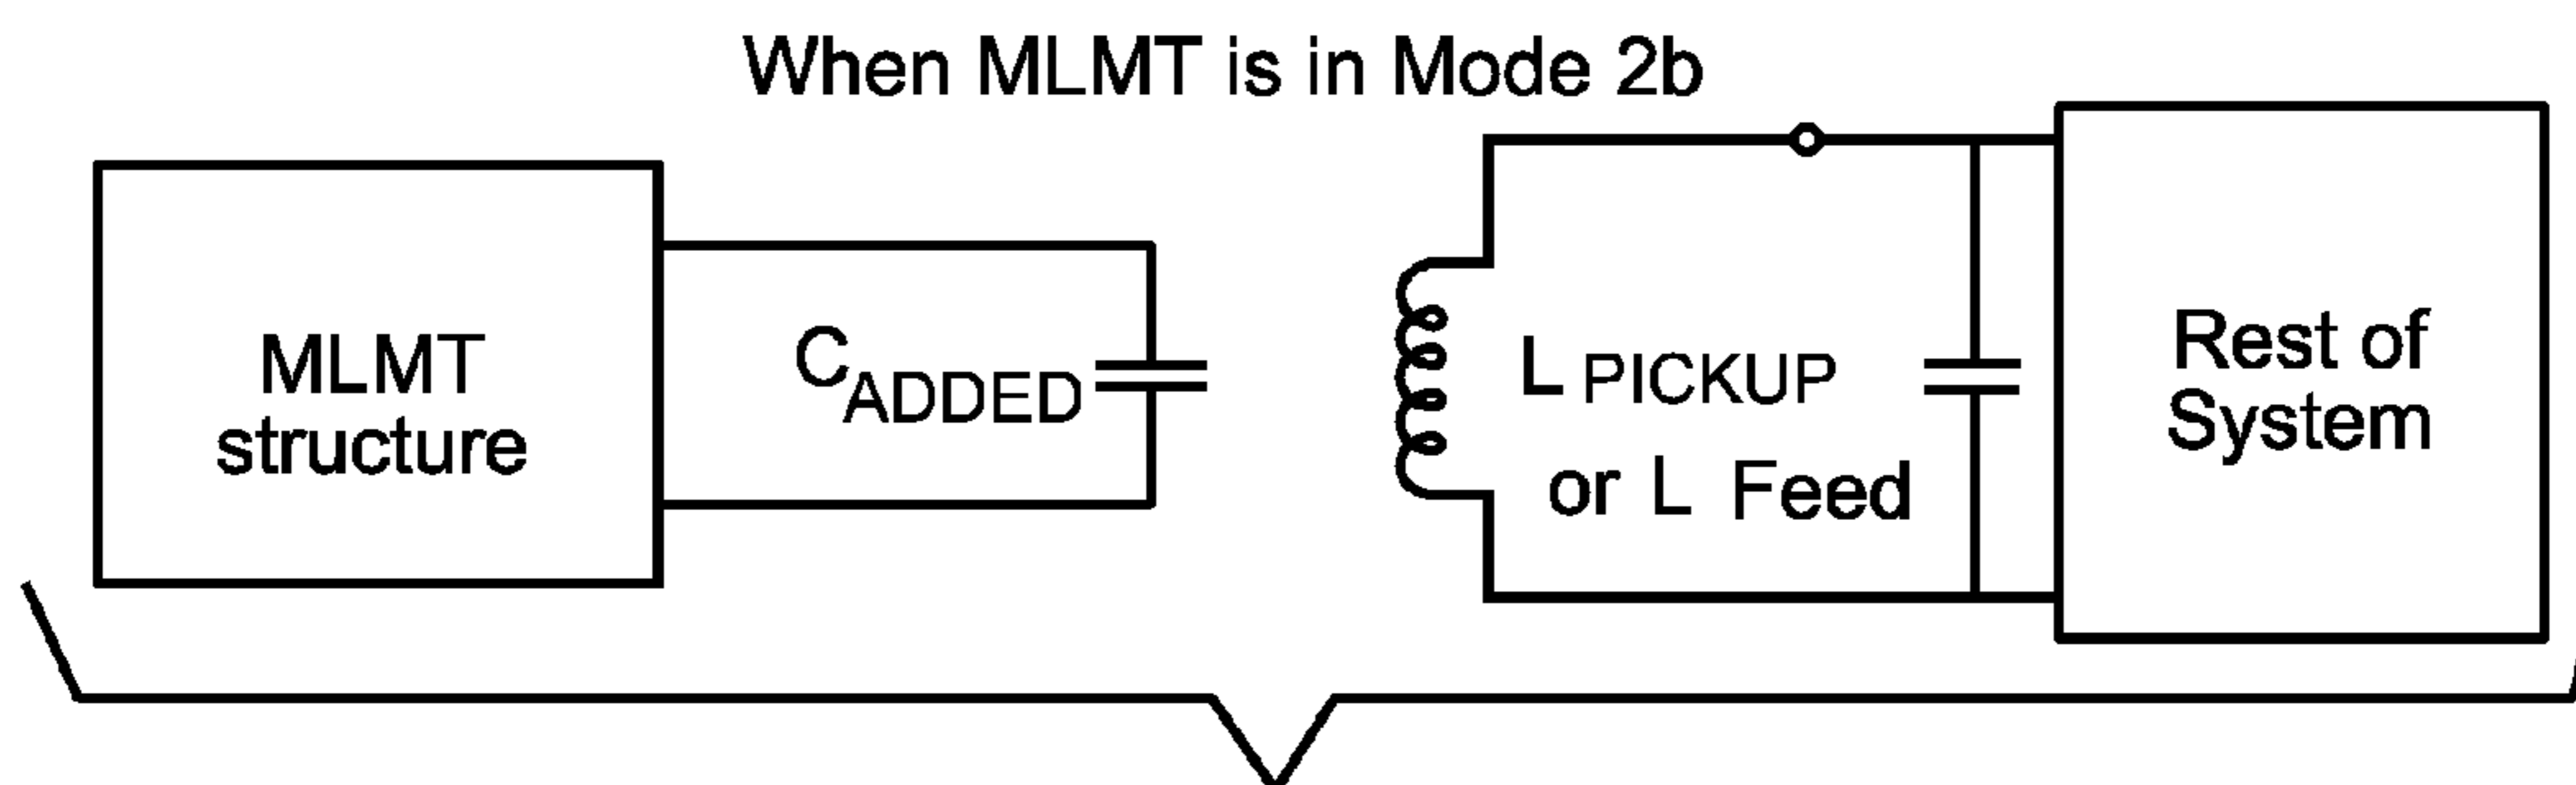 When MLMT is in Mode 2b
MLMT
structure
CADDED
L PICKUP
or L Feed
Rest of
System